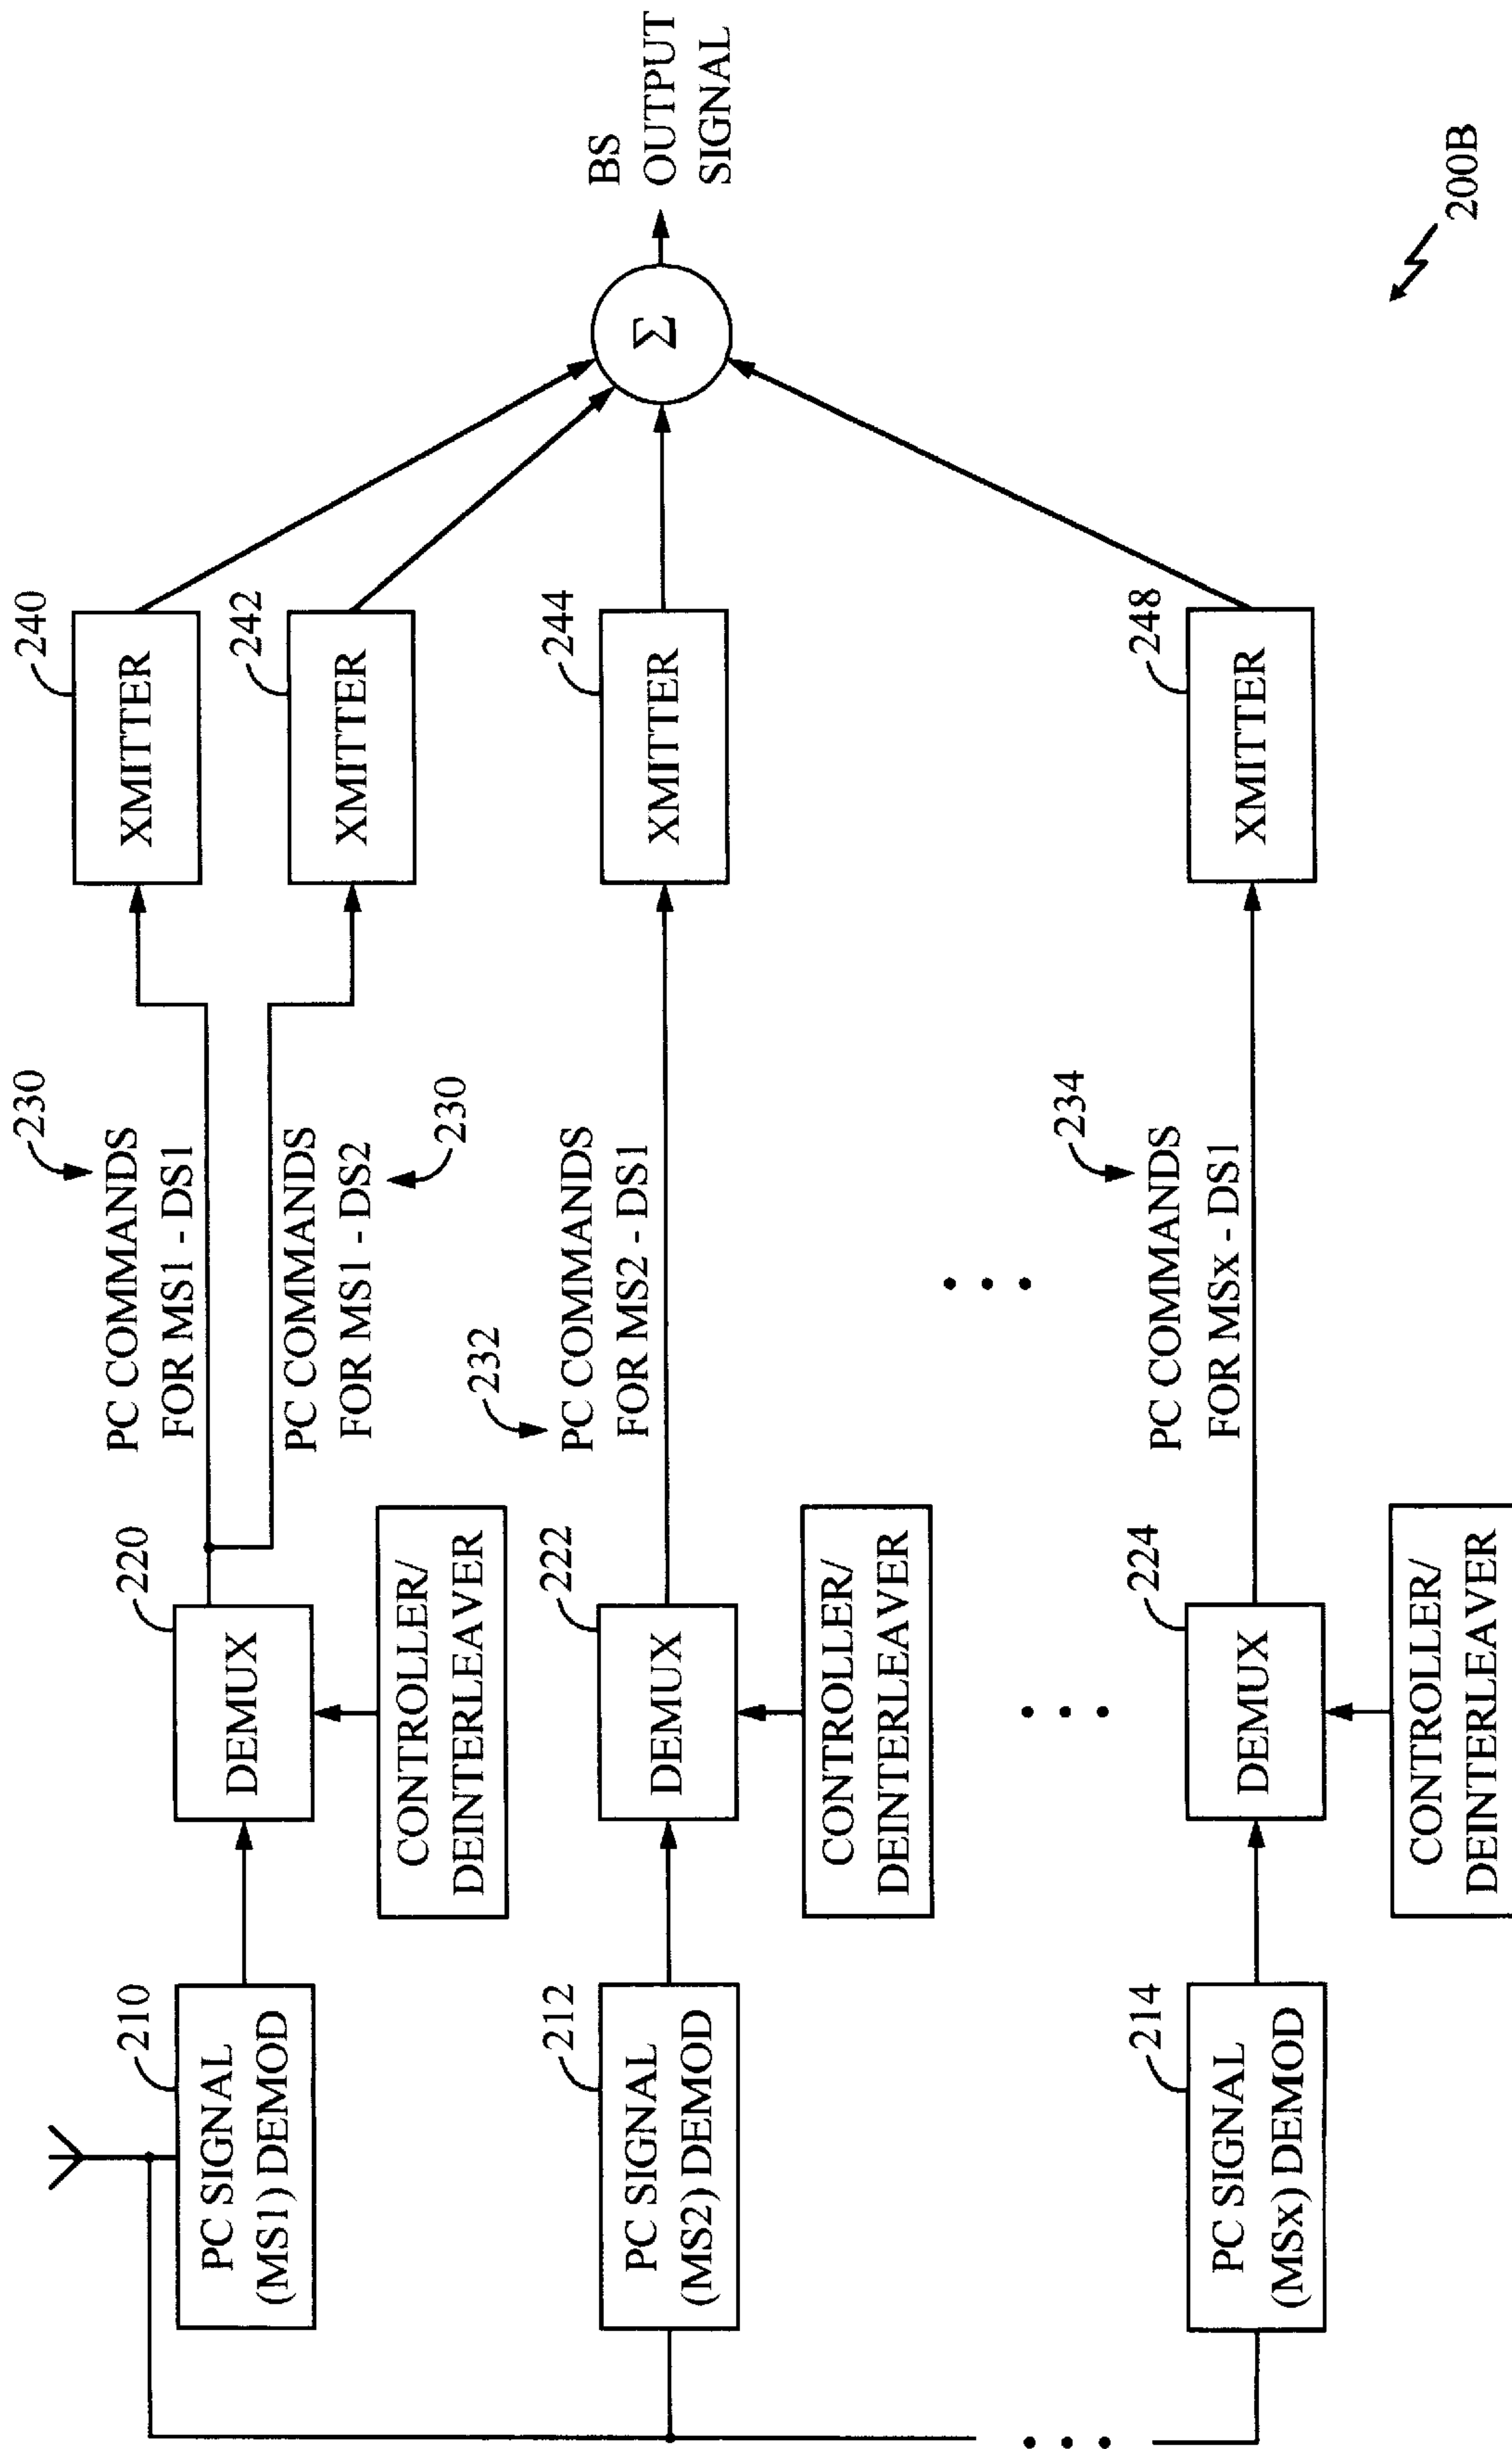 210
PC SIGNAL
(MS1) DEMOD
220
DEMUX
CONTROLLER/
DEINTERLEAVER
230
PC COMMANDS
FOR MS1 - DS1
PC COMMANDS
FOR MS1 - DS2
230
240
XMITTER
242
XMITTER
212
PC SIGNAL
(MS2) DEMOD
222
DEMUX
CONTROLLER/
DEINTERLEAVER
232
PC COMMANDS
FOR MS2 - DS1
244
XMITTER
Σ
BS
OUTPUT
SIGNAL
214
PC SIGNAL
(MSx) DEMOD
224
DEMUX
CONTROLLER/
DEINTERLEAVER
234
PC COMMANDS
FOR MSx - DS1
248
XMITTER
200B